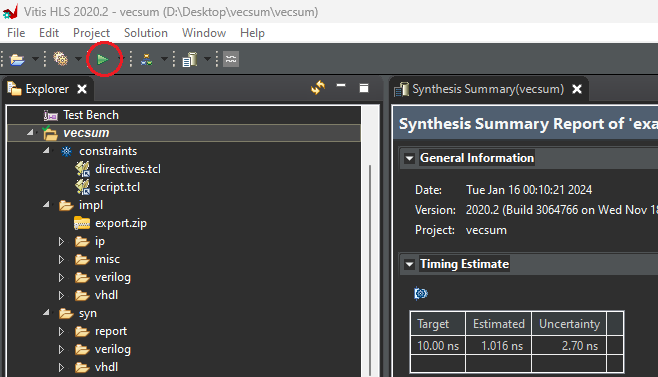 Vitis HLS 2020.2 - vecsum (D:\Desktop\vecsum\vecsum)
File Edit Project Solution Window Help
Explorer
Test Bench
vecsum
constraints
directives.tcl
script.tcl
impl
export.zip
ip
misc
verilog
vhdl
syn
report
verilog
vhdl
Synthesis Summary(vecsum)
Synthesis Summary Report of 'exa
General Information
Date: Tue Jan 16 00:10:21 2024
Version: 2020.2 (Build 3064766 on Wed Nov 18
Project: vecsum
Timing Estimate
Target Estimated Uncertainty
10.00 ns 1.016 ns 2.70 ns